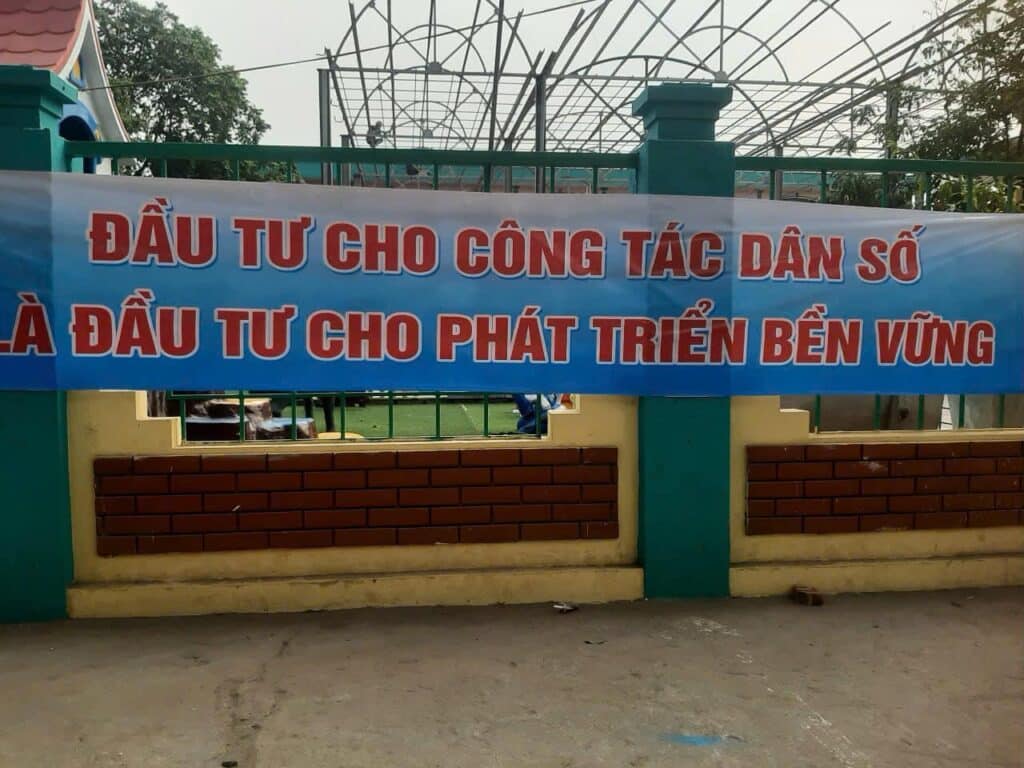 ĐẦU TƯ CHO CÔNG TÁC DÂN SỐ
LÀ ĐẦU TƯ CHO PHÁT TRIỂN BỀN VỮNG